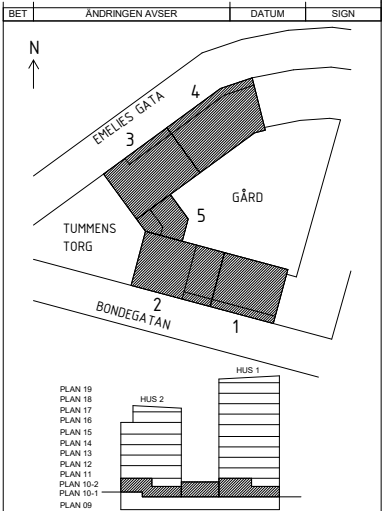 BET ÄNDRINGEN AVSER DATUM SIGN
N
EMELIES GATA
4
3
5
GÅRD
TUMMENS
TORG
2
1
BONDEGATAN
HUS 1
HUS 2
PLAN 19
PLAN 18
PLAN 17
PLAN 16
PLAN 15
PLAN 14
PLAN 13
PLAN 12
PLAN 11
PLAN 10-2
PLAN 10-1
PLAN 09